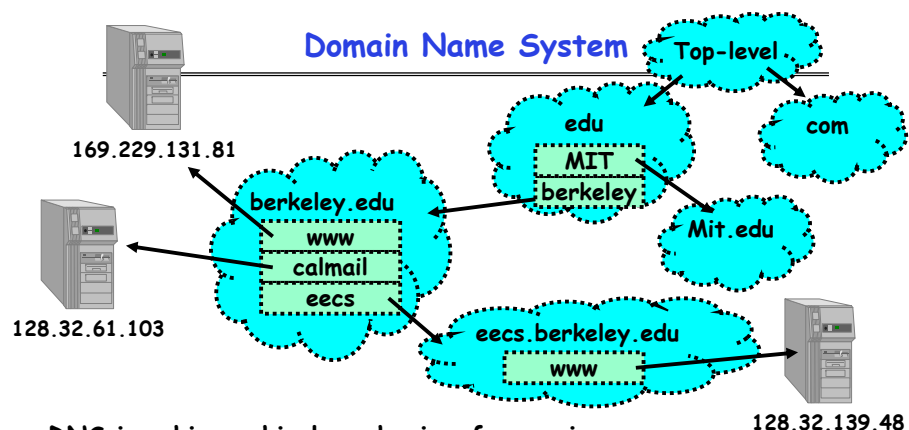 Domain Name System
Top-level
edu
com
MIT
berkeley
169.229.131.81
berkeley.edu
www
calmail
eecs
Mit.edu
128.32.61.103
eecs.berkeley.edu
www
128.32.139.48